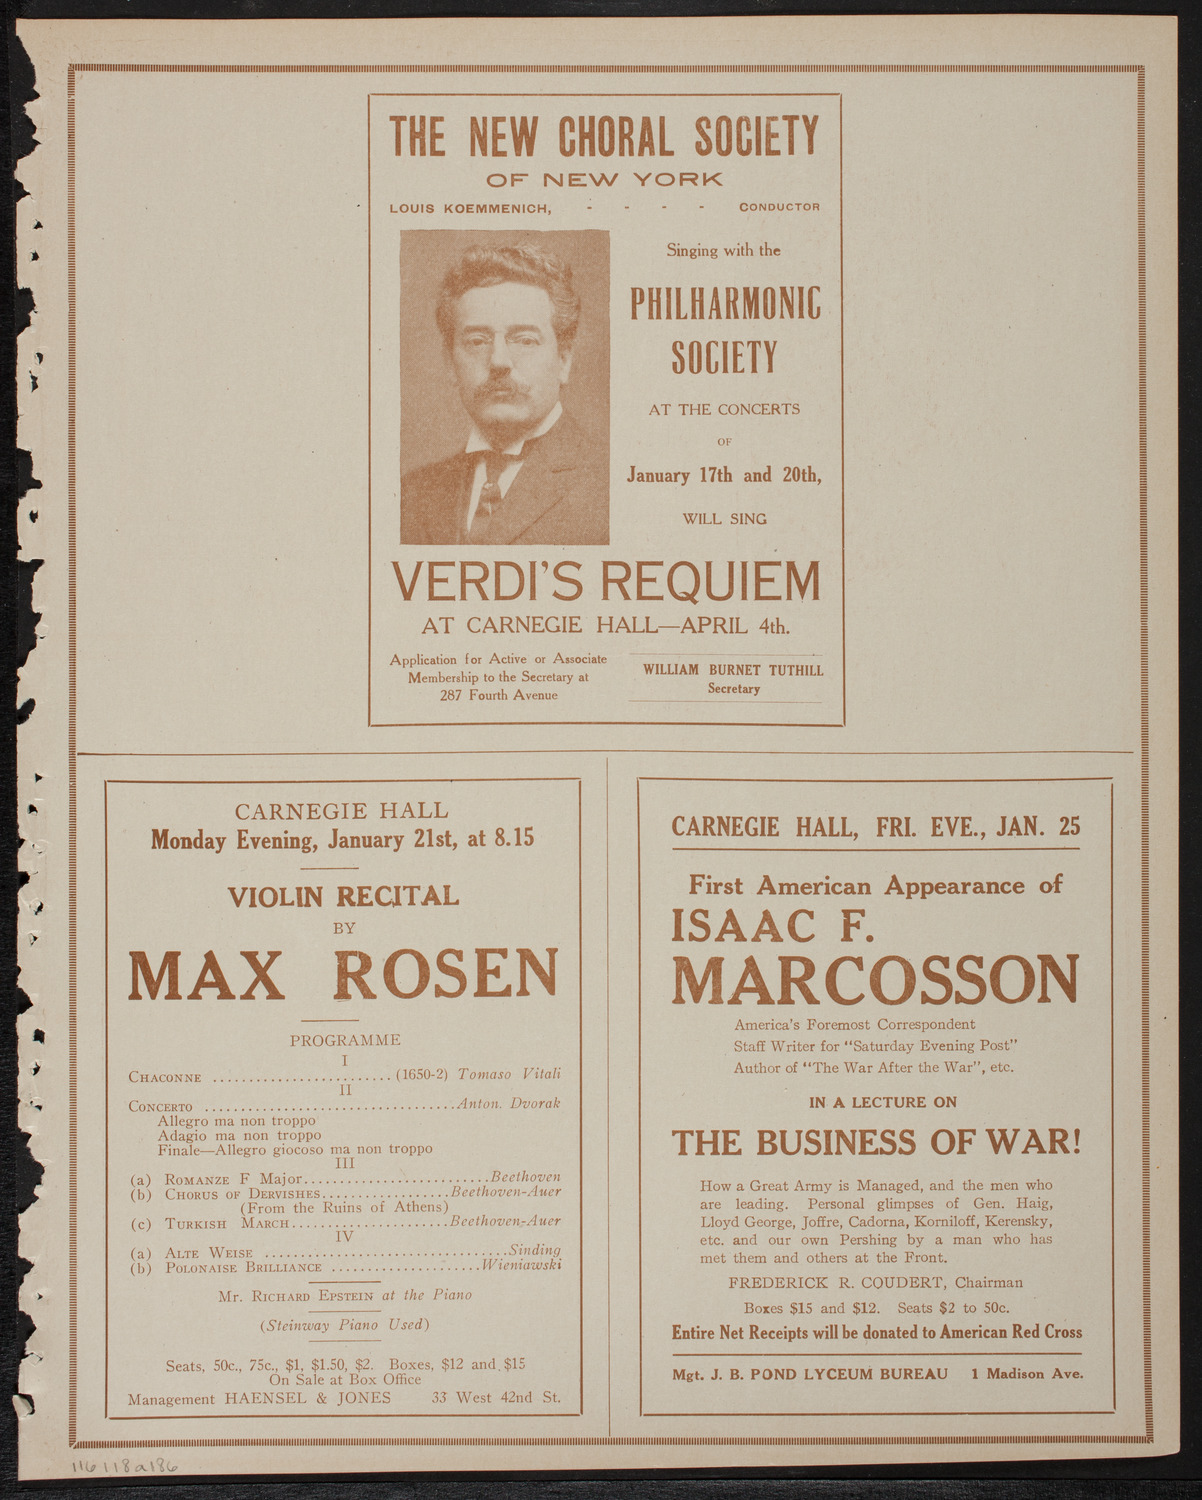 THE NEW CHORAL SOCIETY
OF NEW YORK
LOUIS KOEMMENICH, - - - - CONDUCTOR
Singing with the
PHILHARMONIC
SOCIETY
AT THE CONCERTS
OF
January 17th and 20th,
WILL SING
VERDI'S REQUIEM
AT CARNEGIE HALL—APRIL 4th.
Application for Active or Associate
Membership to the Secretary at
287 Fourth Avenue
WILLIAM BURNET TUTHILL
Secretary
CARNEGIE HALL
Monday Evening, January 21st, at 8.15
VIOLIN RECITAL
BY
MAX ROSEN
PROGRAMME
I
CHACONNE ......................... (1650-2) Tomaso Vitali
II
CONCERTO ...................................Anton. Dvorak
Allegro ma non troppo
Adagio ma non troppo
Finale—Allegro giocoso ma non troppo
III
(a) ROMANZE F Major..........................Beethoven
(b) CHORUS OF DERVISHES..................Beethoven-Auer
(From the Ruins of Athens)
(c) TURKISH MARCH......................Beethoven-Auer
IV
(a) ALTE WEISE ..................................Sinding
(b) POLONAISE BRILLIANCE .....................Wieniawski
Mr. RICHARD EPSTEIN at the Piano
(Steinway Piano Used)
Seats, 50c., 75c., $1, $1.50, $2. Boxes, $12 and $15
On Sale at Box Office
Management HAENSEL & JONES 33 West 42nd St.
CARNEGIE HALL, FRI. EVE., JAN. 25
First American Appearance of
ISAAC F.
MARCOSSON
America's Foremost Correspondent
Staff Writer for "Saturday Evening Post"
Author of "The War After the War", etc.
IN A LECTURE ON
THE BUSINESS OF WAR!
How a Great Army is Managed, and the men who
are leading. Personal glimpses of Gen. Haig,
Lloyd George, Joffre, Cadorna, Korniloff, Kerensky,
etc. and our own Pershing by a man who has
met them and others at the Front.
FREDERICK R. COUDERT, Chairman
Boxes $15 and $12. Seats $2 to 50c.
Entire Net Receipts will be donated to American Red Cross
Mgt. J. B. POND LYCEUM BUREAU 1 Madison Ave.
116118a186